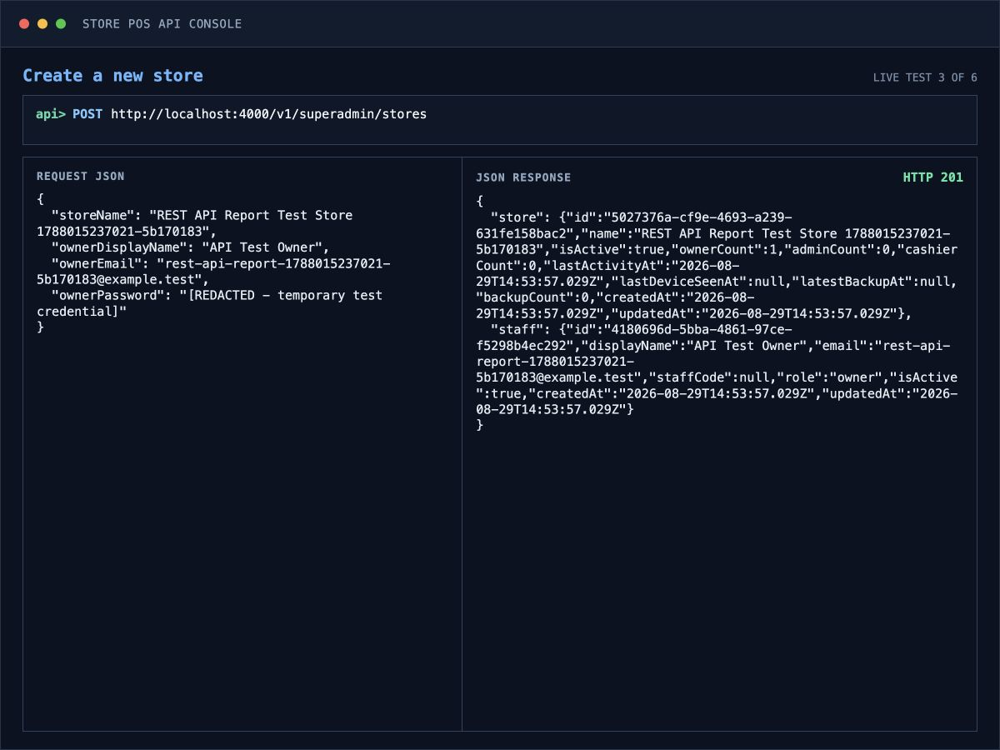 STORE POS API CONSOLE
Create a new store
LIVE TEST 3 OF 6
api> POST http://localhost:4000/v1/superadmin/stores
REQUEST JSON
{
  "storeName": "REST API Report Test Store
1788015237021-5b170183",
  "ownerDisplayName": "API Test Owner",
  "ownerEmail": "rest-api-report-1788015237021-
5b170183@example.test",
  "ownerPassword": "[REDACTED - temporary test
credential]"
}
JSON RESPONSE
HTTP 201
{
  "store": {"id":"5027376a-cf9e-4693-a239-
631fe158bac2","name":"REST API Report Test Store 1788015237021-
5b170183","isActive":true,"ownerCount":1,"adminCount":0,"cashier
Count":0,"lastActivityAt":"2026-08-
29T14:53:57.029Z","lastDeviceSeenAt":null,"latestBackupAt":null,
"backupCount":0,"createdAt":"2026-08-
29T14:53:57.029Z","updatedAt":"2026-08-29T14:53:57.029Z"},
  "staff": {"id":"4180696d-5bba-4861-97ce-
f5298b4ec292","displayName":"API Test Owner","email":"rest-api-
report-1788015237021-
5b170183@example.test","staffCode":null,"role":"owner","isActive
":true,"createdAt":"2026-08-29T14:53:57.029Z","updatedAt":"2026-
08-29T14:53:57.029Z"}
}